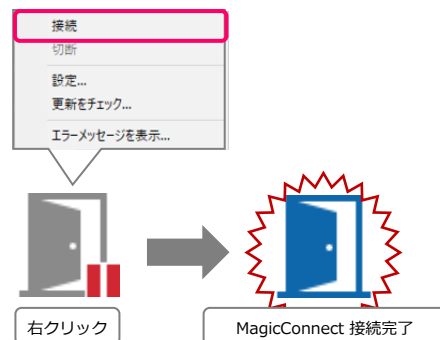 接続
切断
設定...
更新をチェック...
エラーメッセージを表示...
右クリック
MagicConnect 接続完了